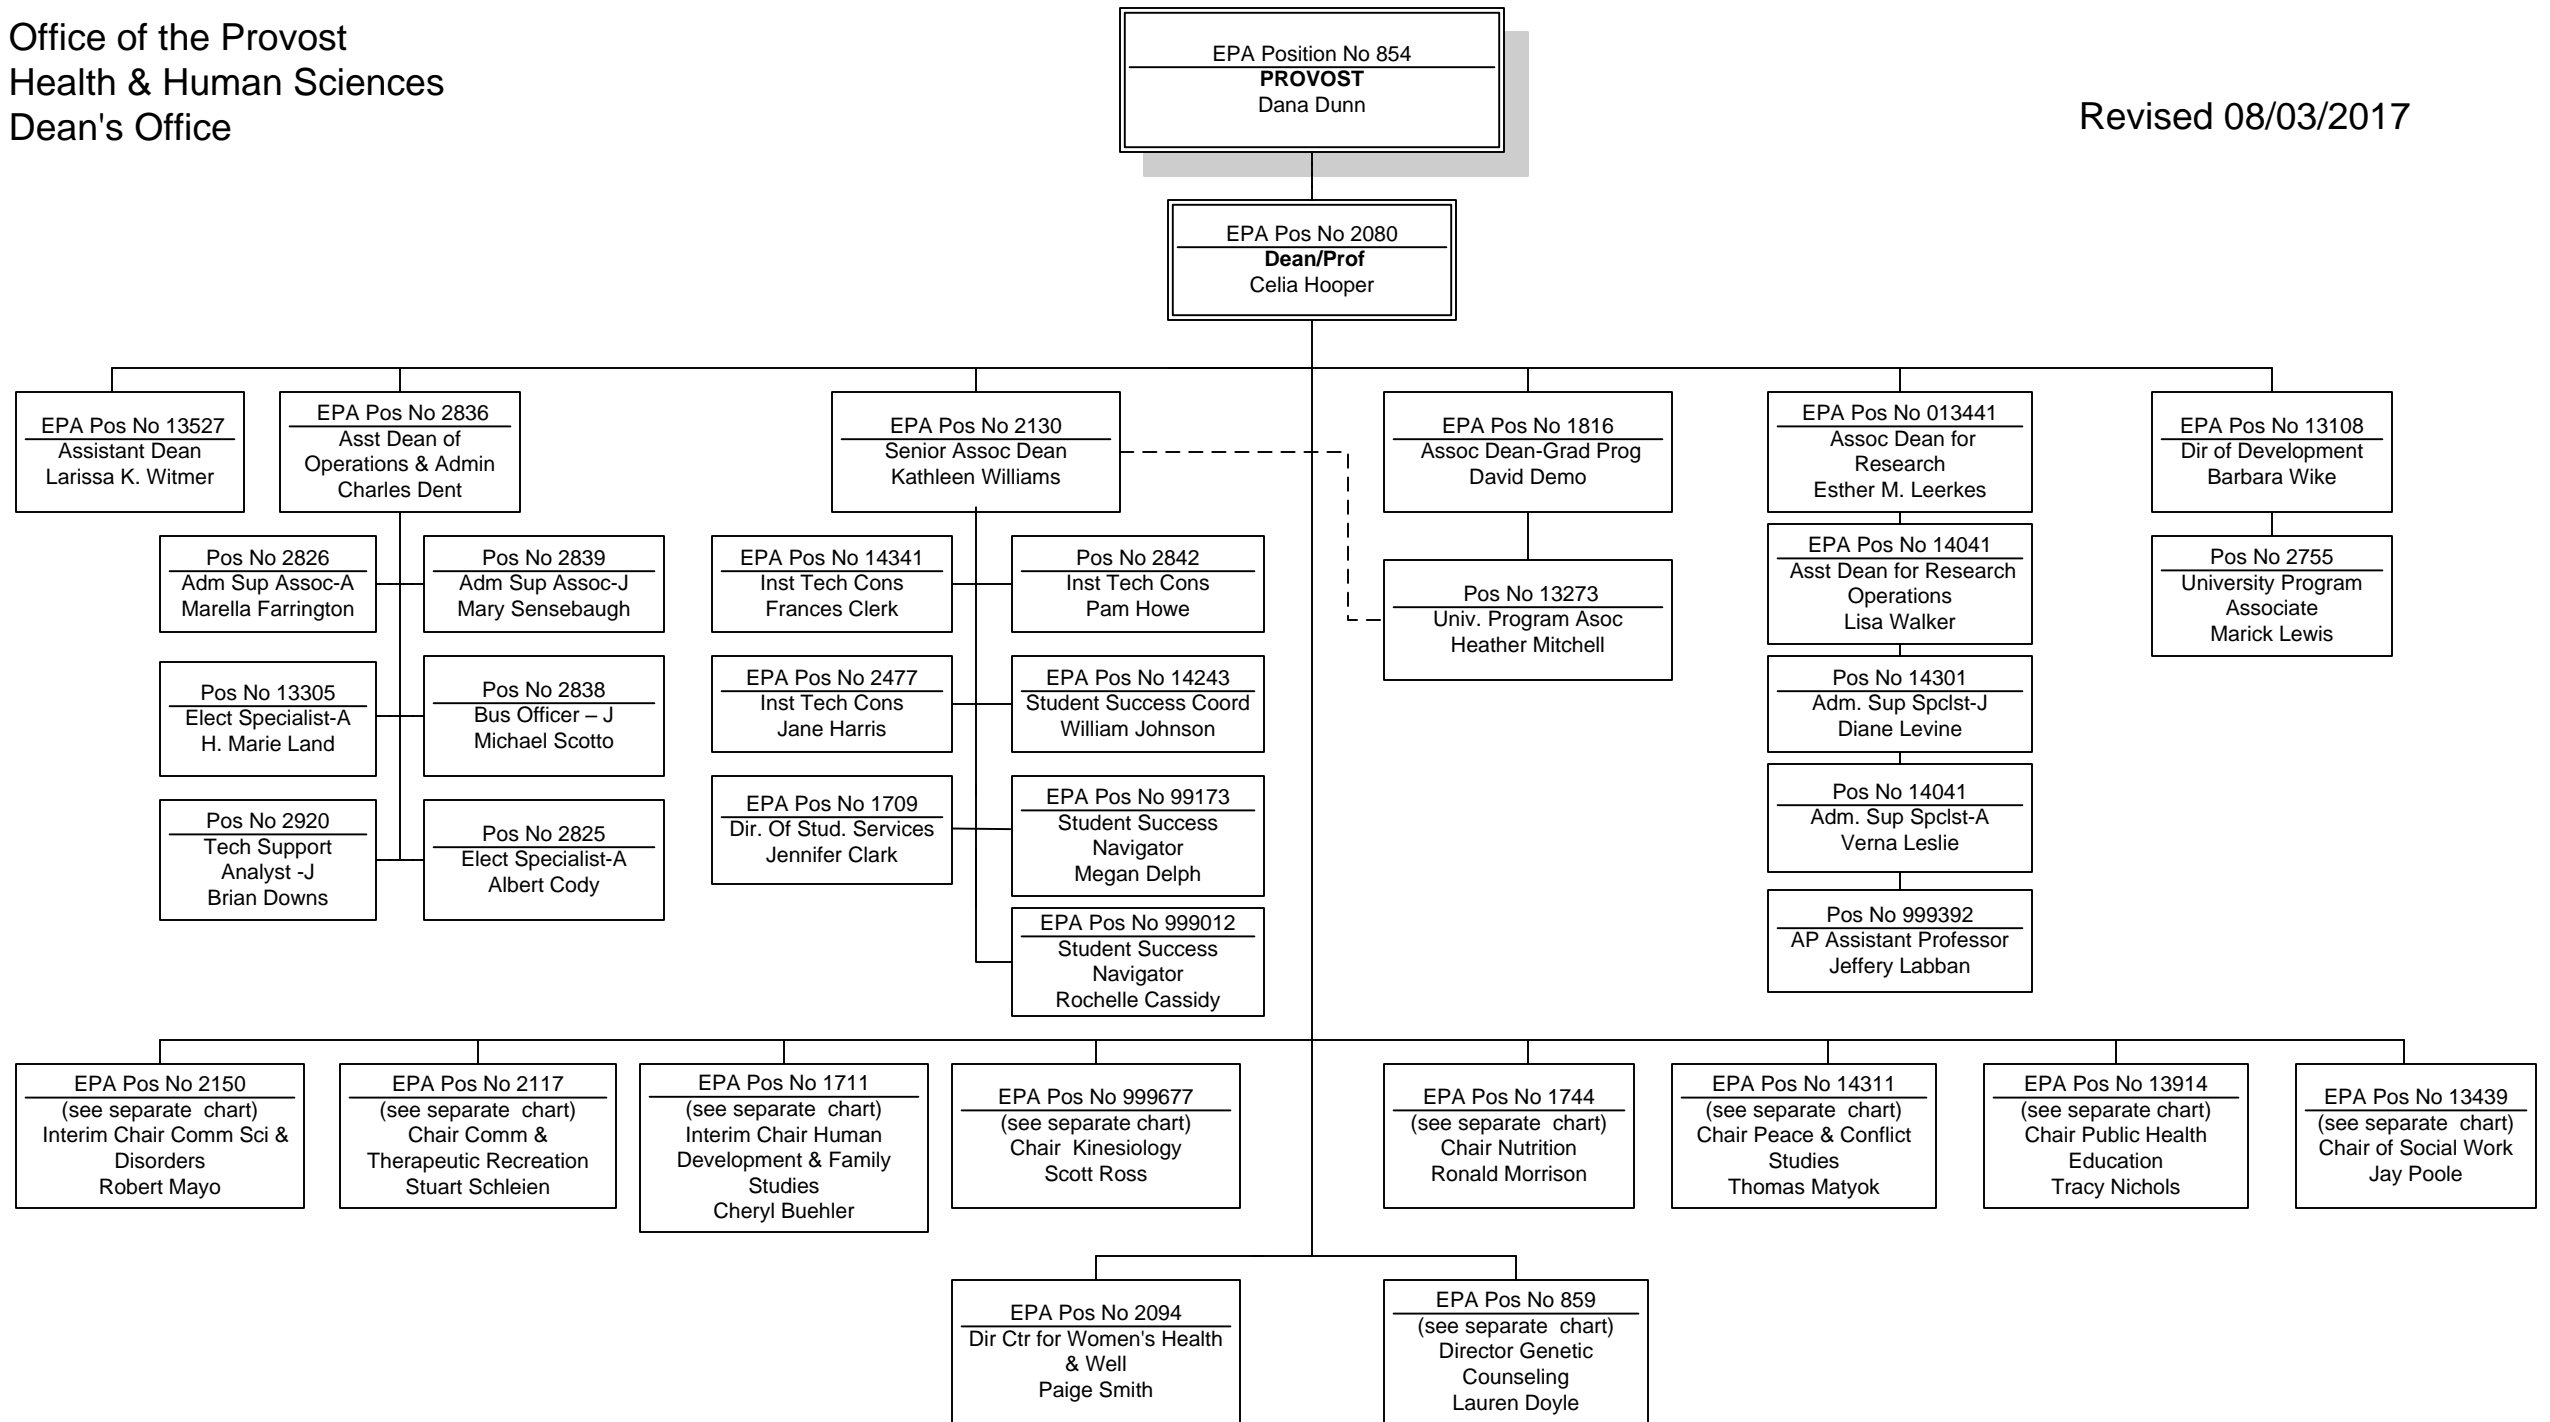 Office of the Provost
Health & Human Sciences
Dean's Office
Revised 08/03/2017
EPA Position No 854
PROVOST
Dana Dunn
EPA Pos No 2080
Dean/Prof
Celia Hooper
EPA Pos No 13527
Assistant Dean
Larissa K. Witmer
EPA Pos No 2836
Asst Dean of
Operations & Admin
Charles Dent
EPA Pos No 2130
Senior Assoc Dean
Kathleen Williams
EPA Pos No 1816
Assoc Dean-Grad Prog
David Demo
EPA Pos No 013441
Assoc Dean for
Research
Esther M. Leerkes
EPA Pos No 13108
Dir of Development
Barbara Wike
Pos No 2826
Adm Sup Assoc-A
Marella Farrington
Pos No 2839
Adm Sup Assoc-J
Mary Sensebaugh
Pos No 13305
Elect Specialist-A
H. Marie Land
Pos No 2838
Bus Officer – J
Michael Scotto
Pos No 2920
Tech Support
Analyst -J
Brian Downs
Pos No 2825
Elect Specialist-A
Albert Cody
EPA Pos No 14341
Inst Tech Cons
Frances Clerk
Pos No 2842
Inst Tech Cons
Pam Howe
EPA Pos No 2477
Inst Tech Cons
Jane Harris
EPA Pos No 14243
Student Success Coord
William Johnson
EPA Pos No 1709
Dir. Of Stud. Services
Jennifer Clark
EPA Pos No 99173
Student Success
Navigator
Megan Delph
EPA Pos No 999012
Student Success
Navigator
Rochelle Cassidy
Pos No 13273
Univ. Program Asoc
Heather Mitchell
EPA Pos No 14041
Asst Dean for Research
Operations
Lisa Walker
Pos No 14301
Adm. Sup Spclst-J
Diane Levine
Pos No 14041
Adm. Sup Spclst-A
Verna Leslie
Pos No 999392
AP Assistant Professor
Jeffery Labban
Pos No 2755
University Program
Associate
Marick Lewis
EPA Pos No 2150
(see separate  chart)
Interim Chair Comm Sci &
Disorders
Robert Mayo
EPA Pos No 2117
(see separate  chart)
Chair Comm &
Therapeutic Recreation
Stuart Schleien
EPA Pos No 1711
(see separate  chart)
Interim Chair Human
Development & Family
Studies
Cheryl Buehler
EPA Pos No 999677
(see separate chart)
Chair  Kinesiology
Scott Ross
EPA Pos No 1744
(see separate  chart)
Chair Nutrition
Ronald Morrison
EPA Pos No 14311
(see separate  chart)
Chair Peace & Conflict
Studies
Thomas Matyok
EPA Pos No 13914
(see separate chart)
Chair Public Health
Education
Tracy Nichols
EPA Pos No 13439
(see separate  chart)
Chair of Social Work
Jay Poole
EPA Pos No 2094
Dir Ctr for Women's Health
& Well
Paige Smith
EPA Pos No 859
(see separate  chart)
Director Genetic
Counseling
Lauren Doyle